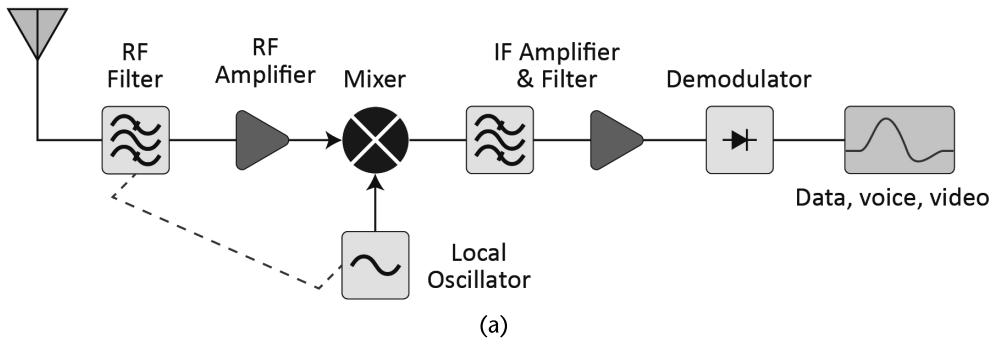 RF
Filter
RF
Amplifier
Mixer
IF Amplifier
& Filter
Demodulator
Data, voice, video
Local
Oscillator
(a)